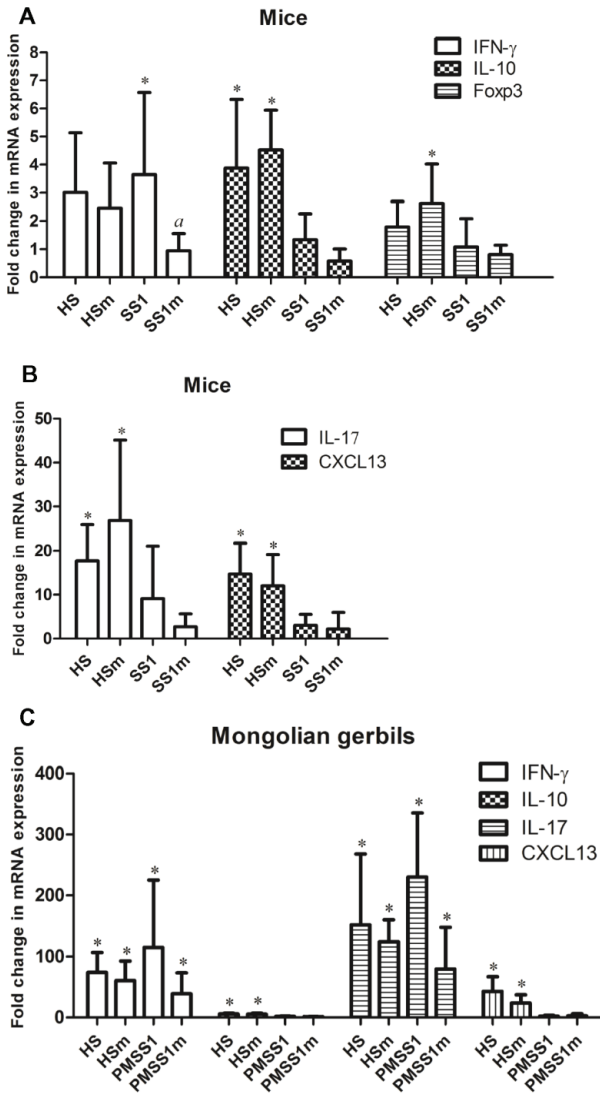 A
Mice
IFN-γ
IL-10
Foxp3
Fold change in mRNA expression
8
7
6
5
4
3
2
1
0
* a * * *
HS HSm SS1 SS1m HS HSm SS1 SS1m HS HSm SS1 SS1m
B
Mice
IL-17
CXCL13
Fold change in mRNA expression
50
40
30
20
10
0
* * * *
HS HSm SS1 SS1m HS HSm SS1 SS1m
C
Mongolian gerbils
IFN-γ
IL-10
IL-17
CXCL13
Fold change in mRNA expression
400
300
200
100
0
* * * * * * * * * * * *
HS HSm PMSS1 PMSS1m HS HSm PMSS1 PMSS1m HS HSm PMSS1 PMSS1m HS HSm PMSS1 PMSS1m